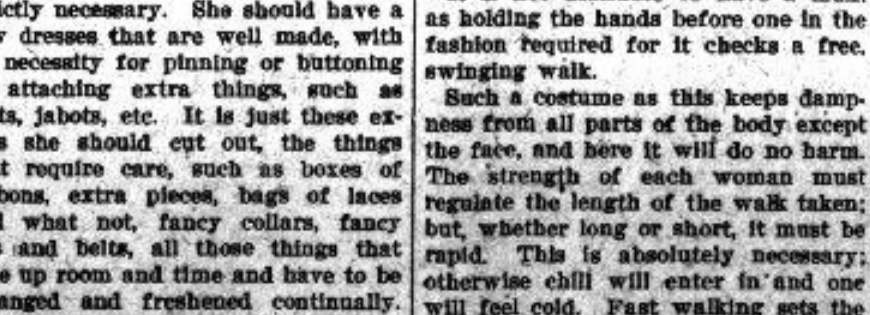 ictly necessary. She should have a
dresses that are well made, with
necessity for pinning or buttoning
attaching extra things, such as
ts, jabots, etc. It is just these ex-
s she should cut out, the things
t require care, such as boxes of
bons, extra pieces, bags of laces
l what not, fancy collars, fancy
s and belts, all those things that
e up room and time and have to be
anged and freshened continually.
as holding the hands before one in the
fashion required for it checks a free,
swinging walk.
Such a costume as this keeps damp-
ness from all parts of the body except
the face, and here it will do no harm.
The strength of each woman must
regulate the length of the walk taken;
but, whether long or short, it must be
rapid. This is absolutely necessary;
otherwise chill will enter in and one
will feel cold. Fast walking sets the